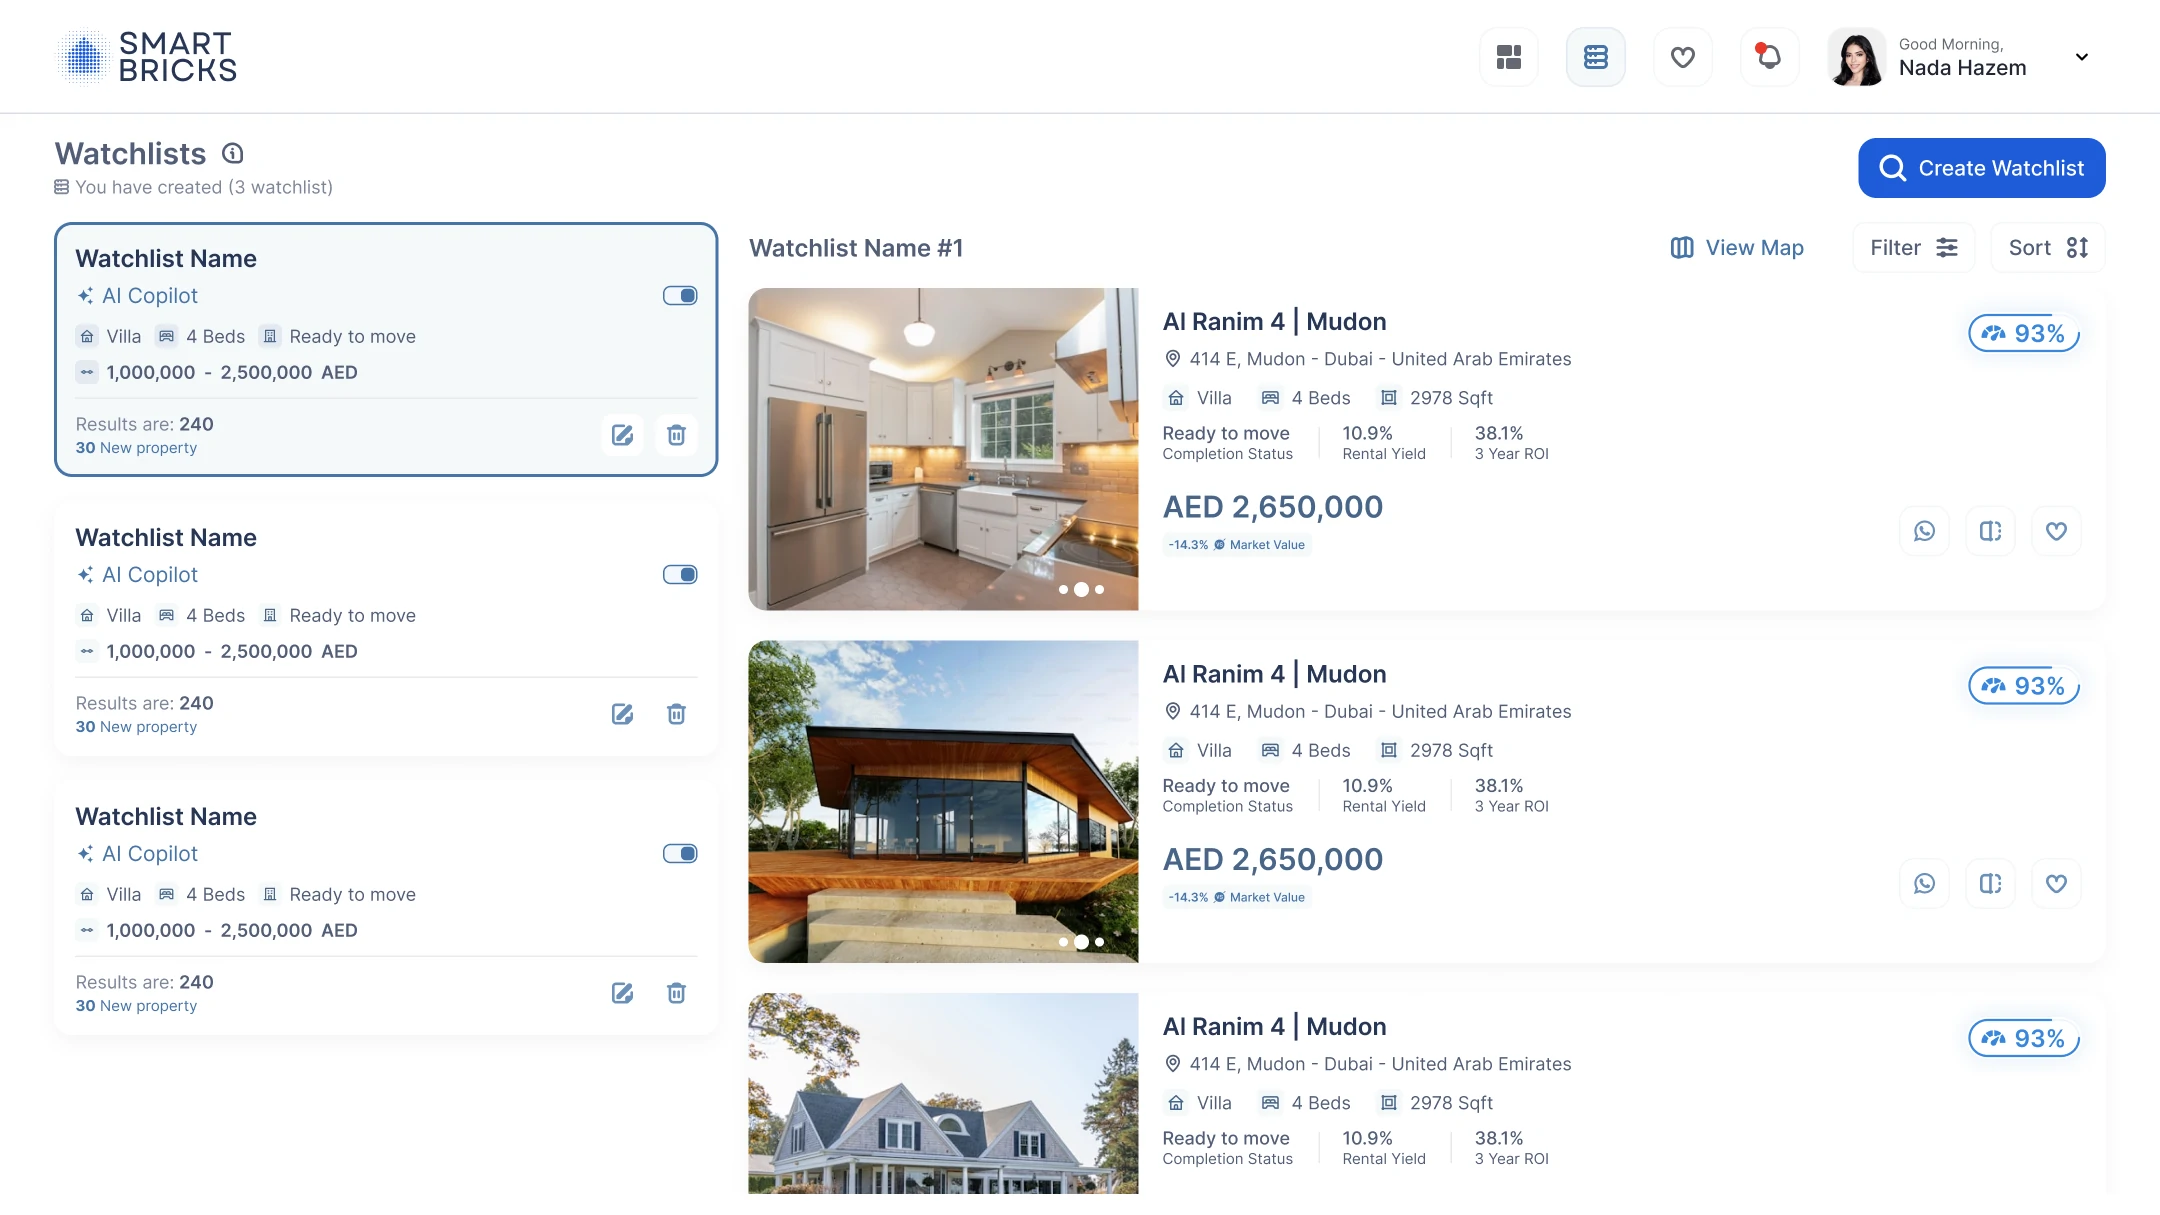 SMART
BRICKS
Good Morning,
Nada Hazem
Watchlists
You have created (3 watchlist)
Create Watchlist
Watchlist Name
AI Copilot
Villa 4 Beds Ready to move
1,000,000 - 2,500,000 AED
Results are: 240
30 New property
Watchlist Name
AI Copilot
Villa 4 Beds Ready to move
1,000,000 - 2,500,000 AED
Results are: 240
30 New property
Watchlist Name
AI Copilot
Villa 4 Beds Ready to move
1,000,000 - 2,500,000 AED
Results are: 240
30 New property
Watchlist Name #1
View Map
Filter
Sort
Al Ranim 4 | Mudon
93%
414 E, Mudon - Dubai - United Arab Emirates
Villa 4 Beds 2978 Sqft
Ready to move 10.9% 38.1%
Completion Status Rental Yield 3 Year ROI
AED 2,650,000
-14.3% Market Value
Al Ranim 4 | Mudon
93%
414 E, Mudon - Dubai - United Arab Emirates
Villa 4 Beds 2978 Sqft
Ready to move 10.9% 38.1%
Completion Status Rental Yield 3 Year ROI
AED 2,650,000
-14.3% Market Value
Al Ranim 4 | Mudon
93%
414 E, Mudon - Dubai - United Arab Emirates
Villa 4 Beds 2978 Sqft
Ready to move 10.9% 38.1%
Completion Status Rental Yield 3 Year ROI